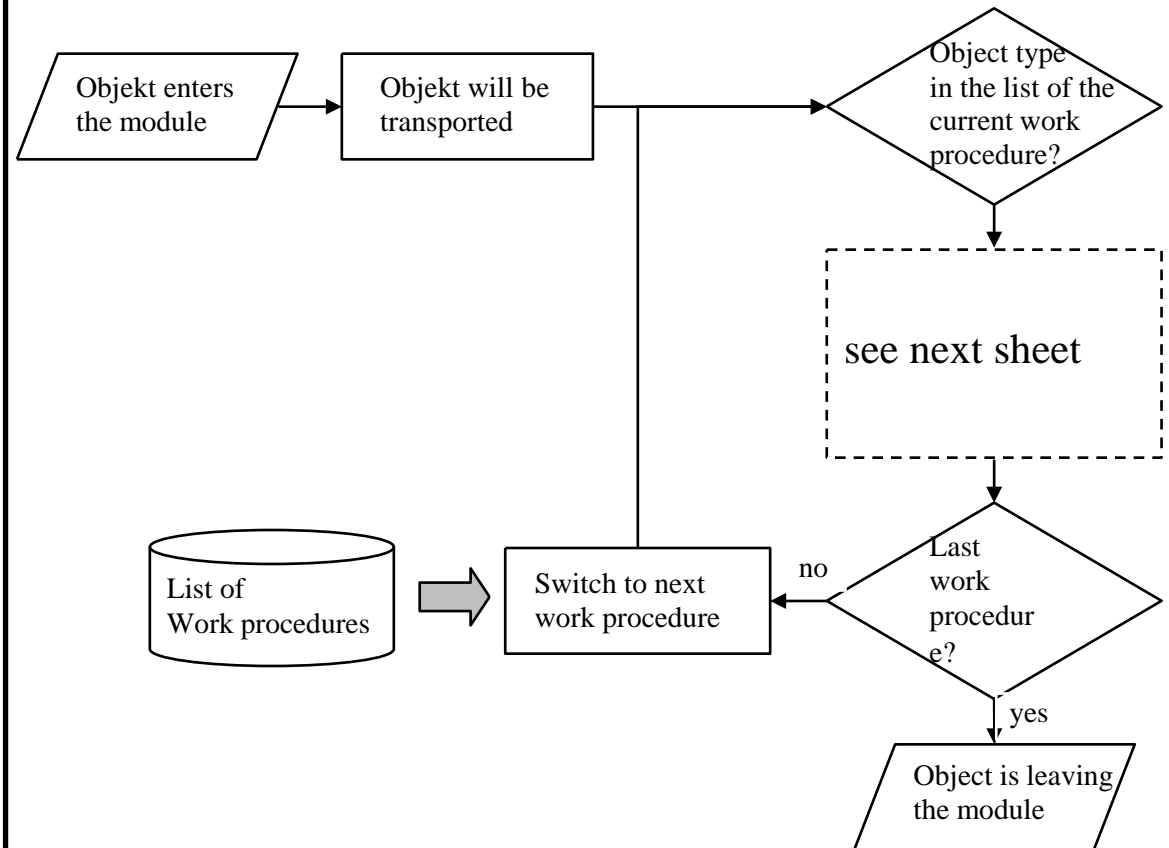 Objekt enters
the module
Objekt will be
transported
Object type
in the list of the
current work
procedure?
see next sheet
List of
Work procedures
Switch to next
work procedure
no
Last
work
procedur
e?
yes
Object is leaving
the module